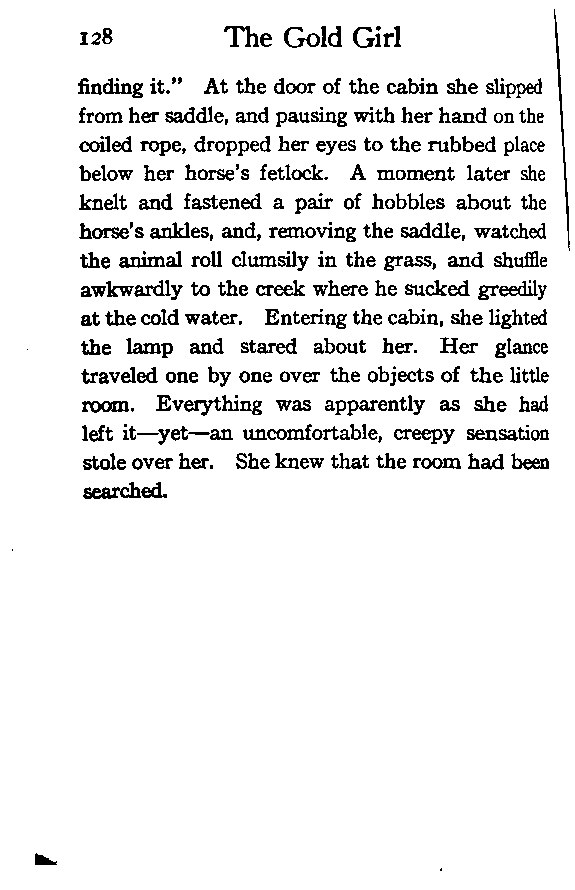 128 The Gold Girl
finding it.” At the door of the cabin she slipped
from her saddle, and pausing with her hand on the
coiled rope, dropped her eyes to the rubbed place
below her horse’s fetlock. A moment later she
knelt and fastened a pair of hobbles about the
horse’s ankles, and, removing the saddle, watched
the animal roll clumsily in the grass, and shuffle
awkwardly to the creek where he sucked greedily
at the cold water. Entering the cabin, she lighted
the lamp and stared about her. Her glance
traveled one by one over the objects of the little
room. Everything was apparently as she had
left it—yet—an uncomfortable, creepy sensation
stole over her. She knew that the room had been
searched.